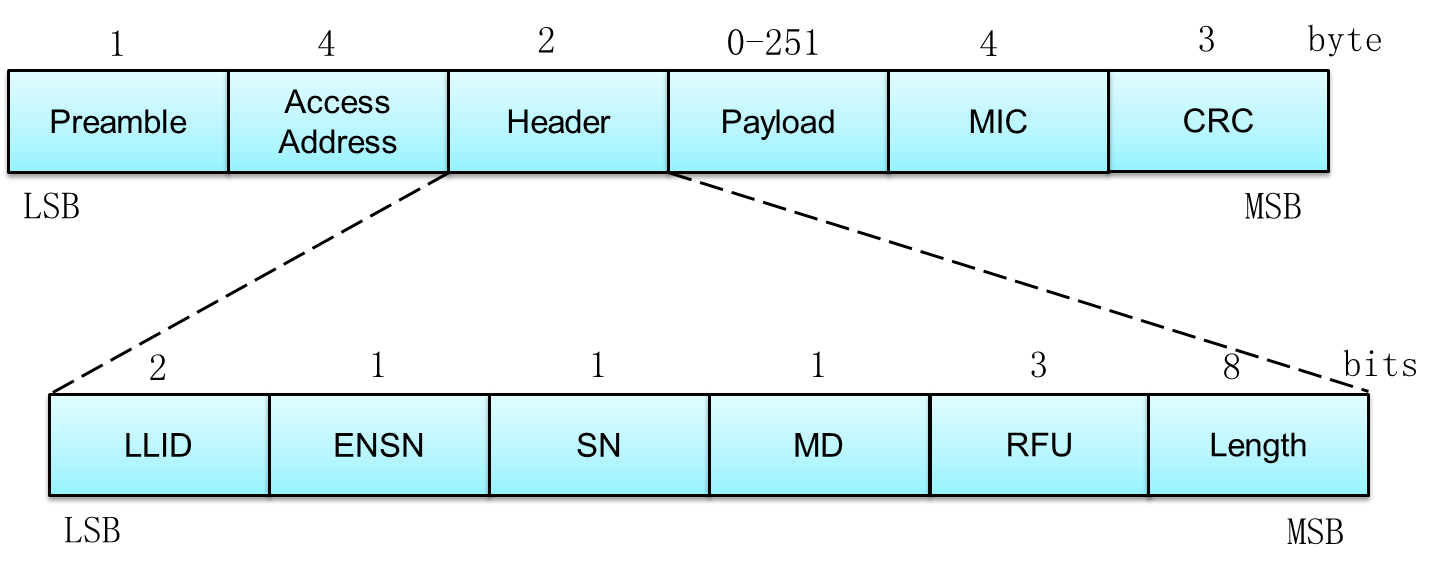 1 4 2 0-251 4 3 byte
Preamble Access Address Header Payload MIC CRC
LSB MSB
2 1 1 1 3 8 bits
LLID ENSN SN MD RFU Length
LSB MSB